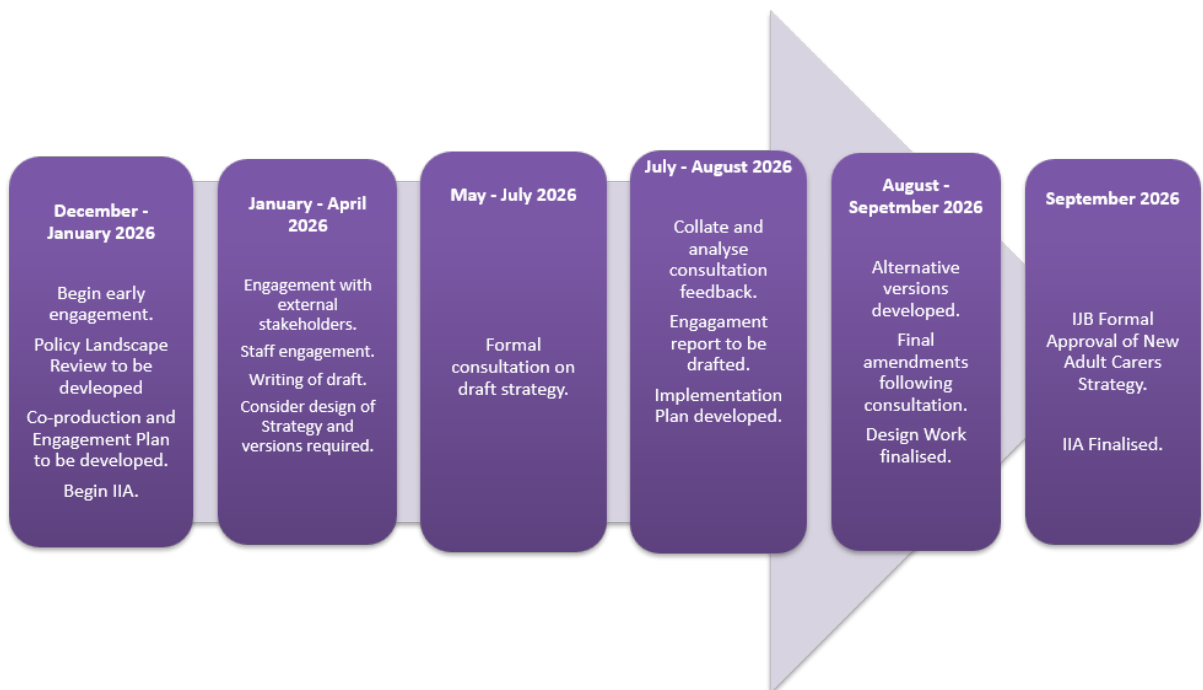 December -
January 2026
Begin early
engagement.
Policy Landscape
Review to be
devleoped
Co-production and
Engagement Plan
to be developed.
Begin IIA.
January - April
2026
Engagement with
external
stakeholders.
Staff engagement.
Writing of draft.
Consider design of
Strategy and
versions required.
May - July 2026
Formal
consultation on
draft strategy.
July - August 2026
Collate and
analyse
consultation
feedback.
Engagament
report to be
drafted.
Implementation
Plan developed.
August -
Sepetmber 2026
Alternative
versions
developed.
Final
amendments
following
consultation.
Design Work
finalised.
September 2026
IJB Formal
Approval of New
Adult Carers
Strategy.
IIA Finalised.